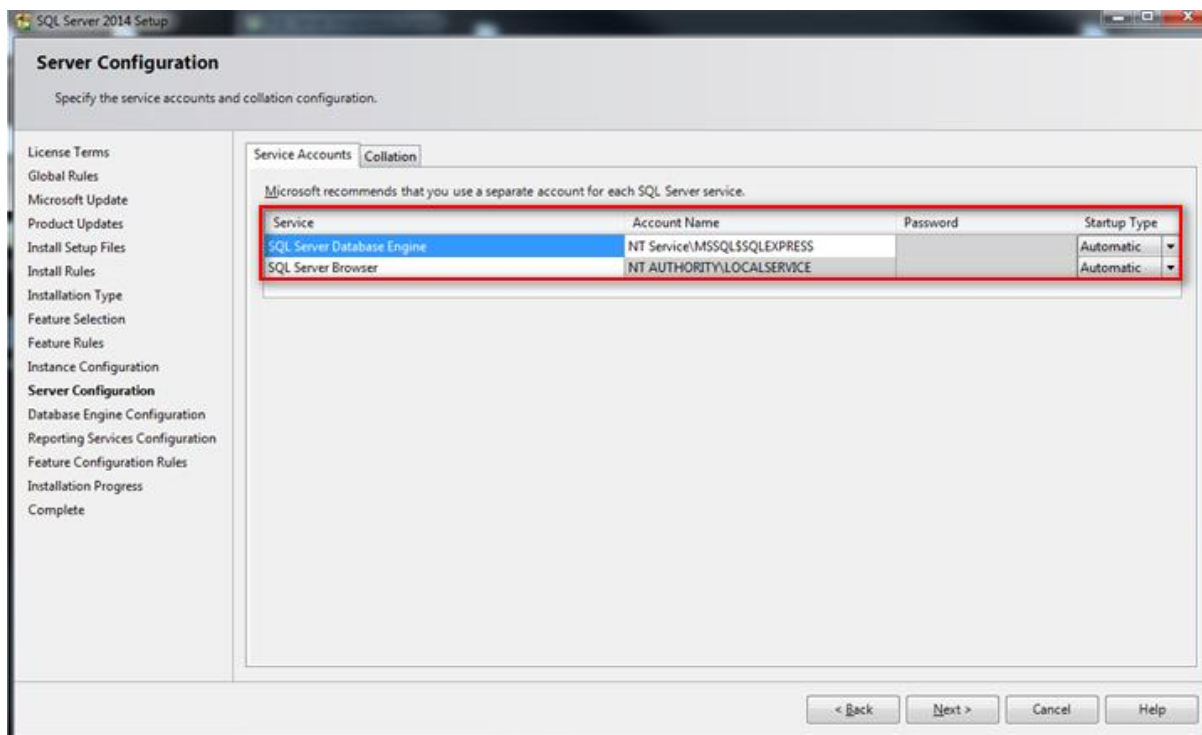 SQL Server 2014 Setup
Server Configuration
Specify the service accounts and collation configuration.
License Terms
Global Rules
Microsoft Update
Product Updates
Install Setup Files
Install Rules
Installation Type
Feature Selection
Feature Rules
Instance Configuration
Server Configuration
Database Engine Configuration
Reporting Services Configuration
Feature Configuration Rules
Installation Progress
Complete
Service Accounts Collation
Microsoft recommends that you use a separate account for each SQL Server service.
Service Account Name Password Startup Type
SQL Server Database Engine NT Service\MSSQL$SQLEXPRESS Automatic
SQL Server Browser NT AUTHORITY\LOCALSERVICE Automatic
< Back Next > Cancel Help